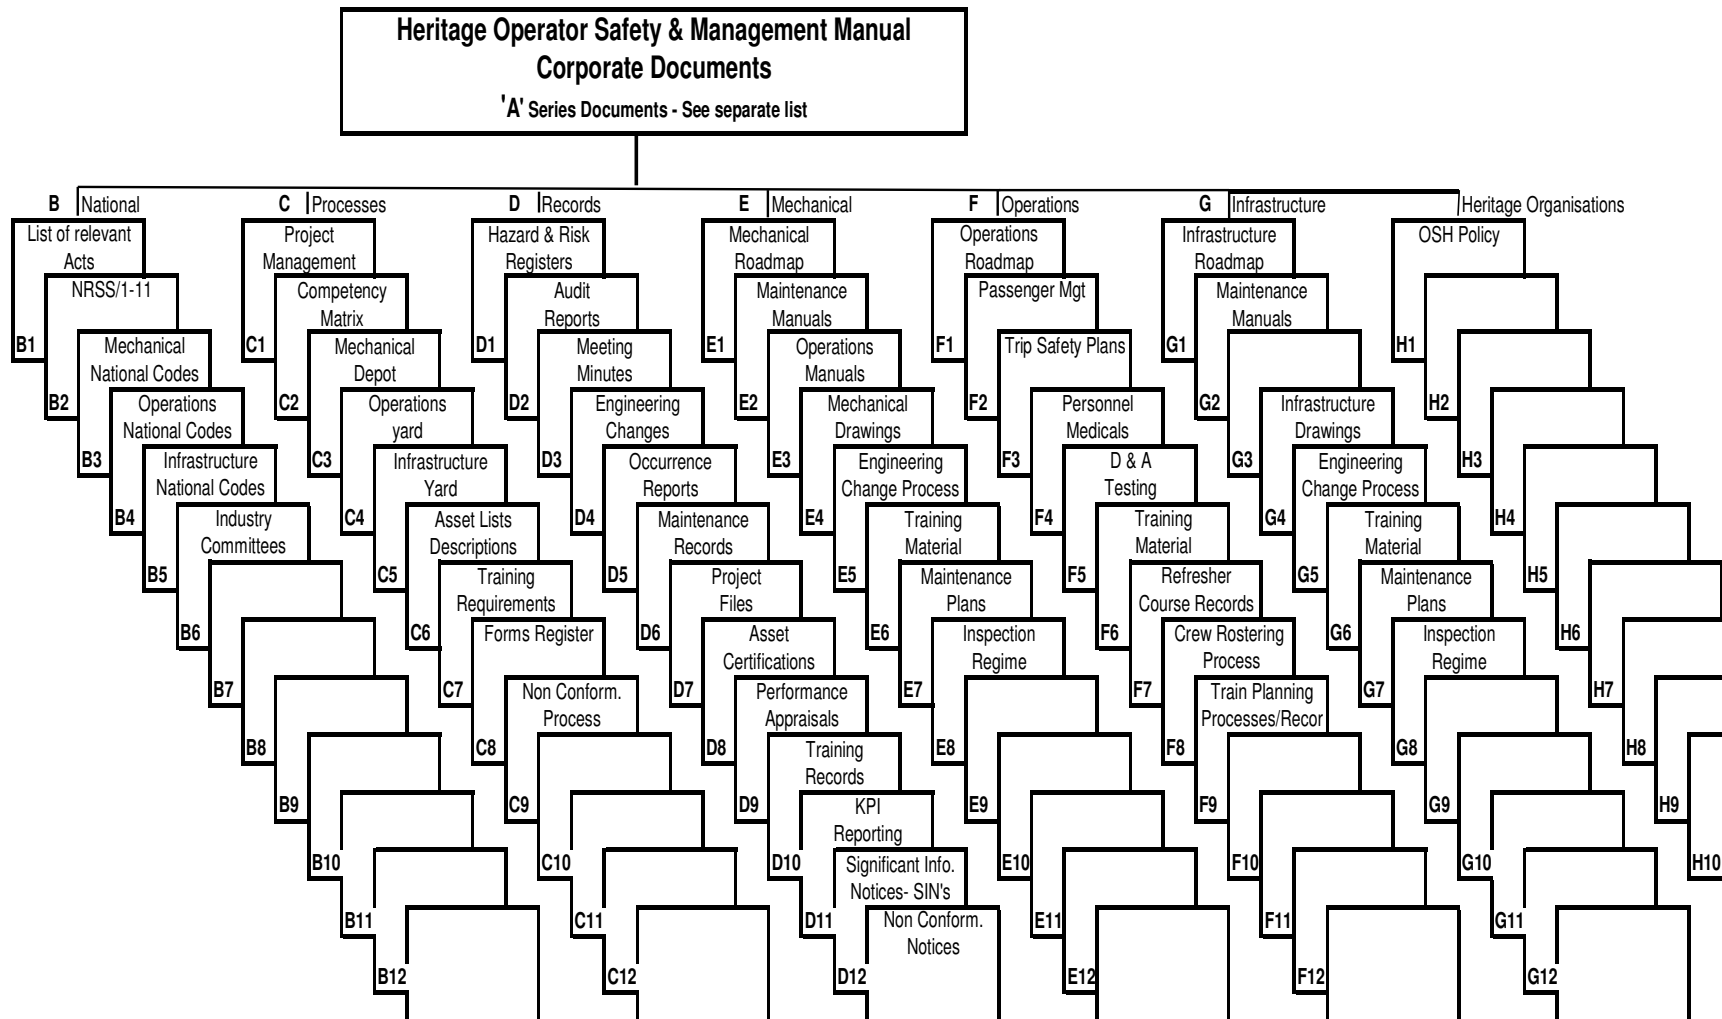 Heritage Operator Safety & Management Manual
Corporate Documents
'A' Series Documents - See separate list
B National
C Processes
D Records
E Mechanical
F Operations
G Infrastructure
Heritage Organisations
List of relevant
Acts
B1
NRSS/1-11
B2
Mechanical
National Codes
B3
Operations
National Codes
B4
Infrastructure
National Codes
B5
Industry
Committees
B6
B7
B8
B9
B10
B11
B12
Project
Management
C1
Competency
Matrix
C2
Mechanical
Depot
C3
Operations
yard
C4
Infrastructure
Yard
C5
Asset Lists
Descriptions
C6
Training
Requirements
C7
Forms Register
C8
Non Conform.
Process
C9
C10
C11
C12
Hazard & Risk
Registers
D1
Audit
Reports
D2
Meeting
Minutes
D3
Engineering
Changes
D4
Occurrence
Reports
D5
Maintenance
Records
D6
Project
Files
D7
Asset
Certifications
D8
Performance
Appraisals
D9
Training
Records
D10
KPI
Reporting
D11
Significant Info.
Notices- SIN's
D12
Non Conform.
Notices
Mechanical
Roadmap
E1
Maintenance
Manuals
E2
Operations
Manuals
E3
Mechanical
Drawings
E4
Engineering
Change Process
E5
Training
Material
E6
Maintenance
Plans
E7
Inspection
Regime
E8
E9
E10
E11
E12
Operations
Roadmap
F1
Passenger Mgt
F2
Trip Safety Plans
F3
Personnel
Medicals
F4
D & A
Testing
F5
Training
Material
F6
Refresher
Course Records
F7
Crew Rostering
Process
F8
Train Planning
Processes/Recor
F9
F10
F11
F12
Infrastructure
Roadmap
G1
Maintenance
Manuals
G2
G3
Infrastructure
Drawings
G4
Engineering
Change Process
G5
Training
Material
G6
Maintenance
Plans
G7
Inspection
Regime
G8
G9
G10
G11
G12
OSH Policy
H1
H2
H3
H4
H5
H6
H7
H8
H9
H10